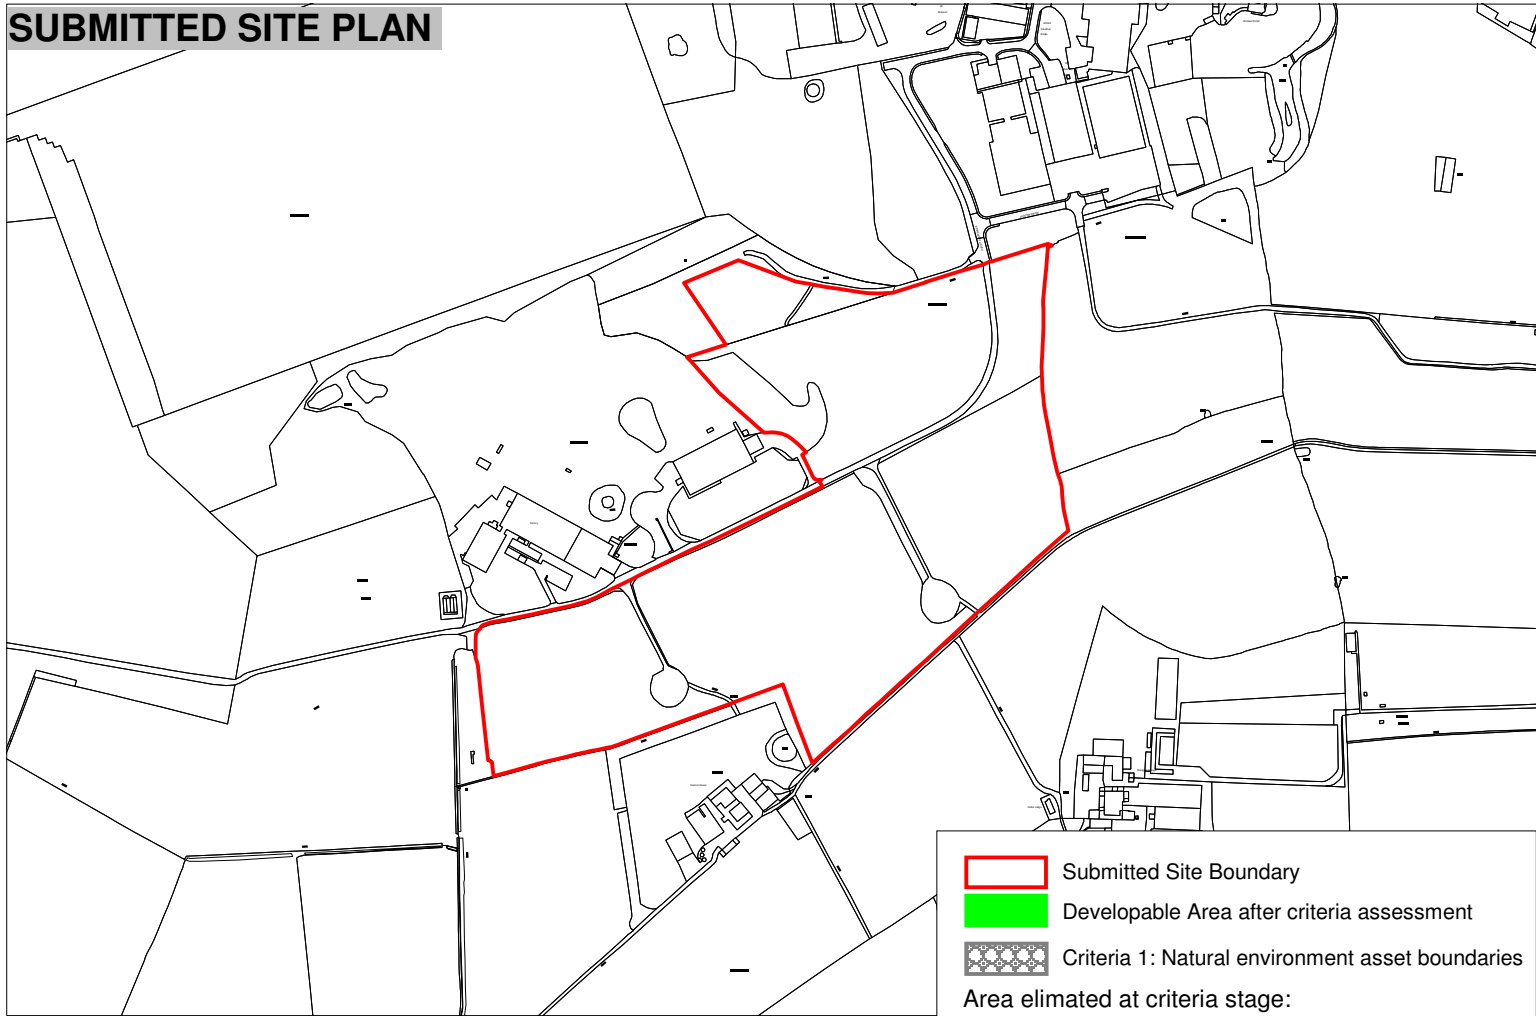 SUBMITTED SITE PLAN
Submitted Site Boundary
Developable Area after criteria assessment
Criteria 1: Natural environment asset boundaries
Area elimated at criteria stage: